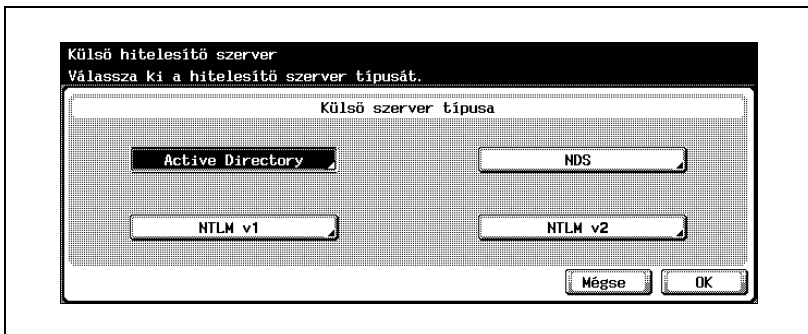 Külső hitelesítő szerver
Válassza ki a hitelesítő szerver típusát.
Külső szerver típusa
Active Directory NDS
NTLM v1 NTLM v2
Mégse OK